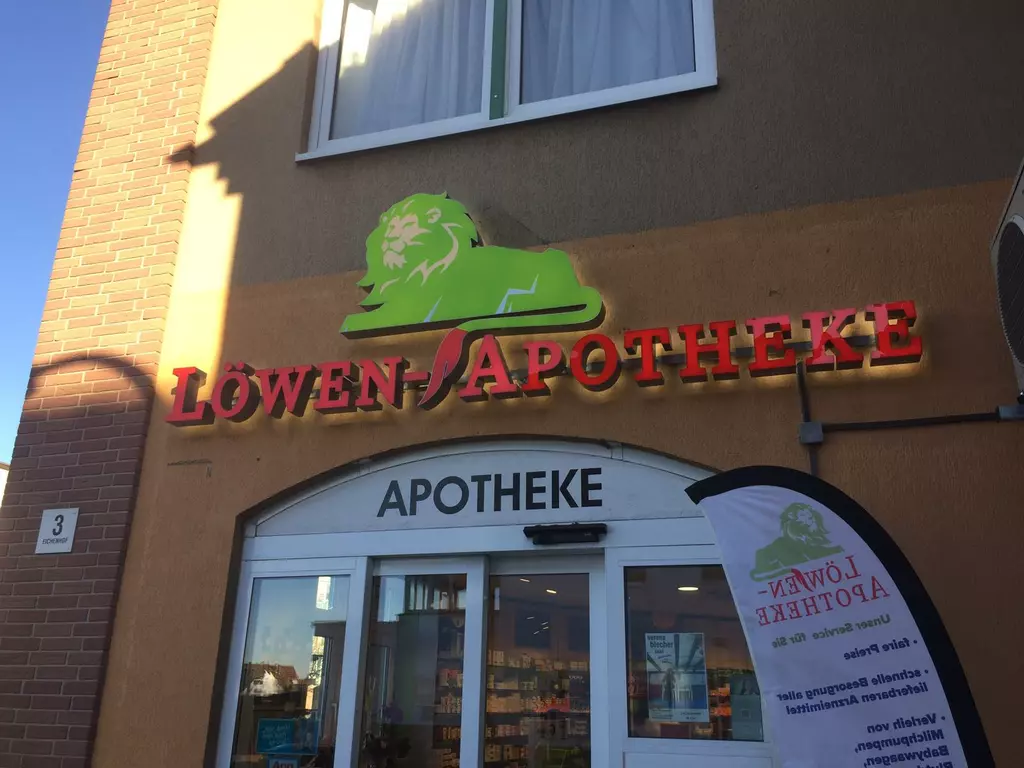 LÖWEN-APOTHEKE
APOTHEKE
3
EICHENHOF
LÖWEN-
APOTHEKE
Unser Service für Sie
• faire Preise
• schnelle Besorgung aller
lieferbaren Arzneimittel
• Verleih von
Milchpumpen,
Babywaagen,